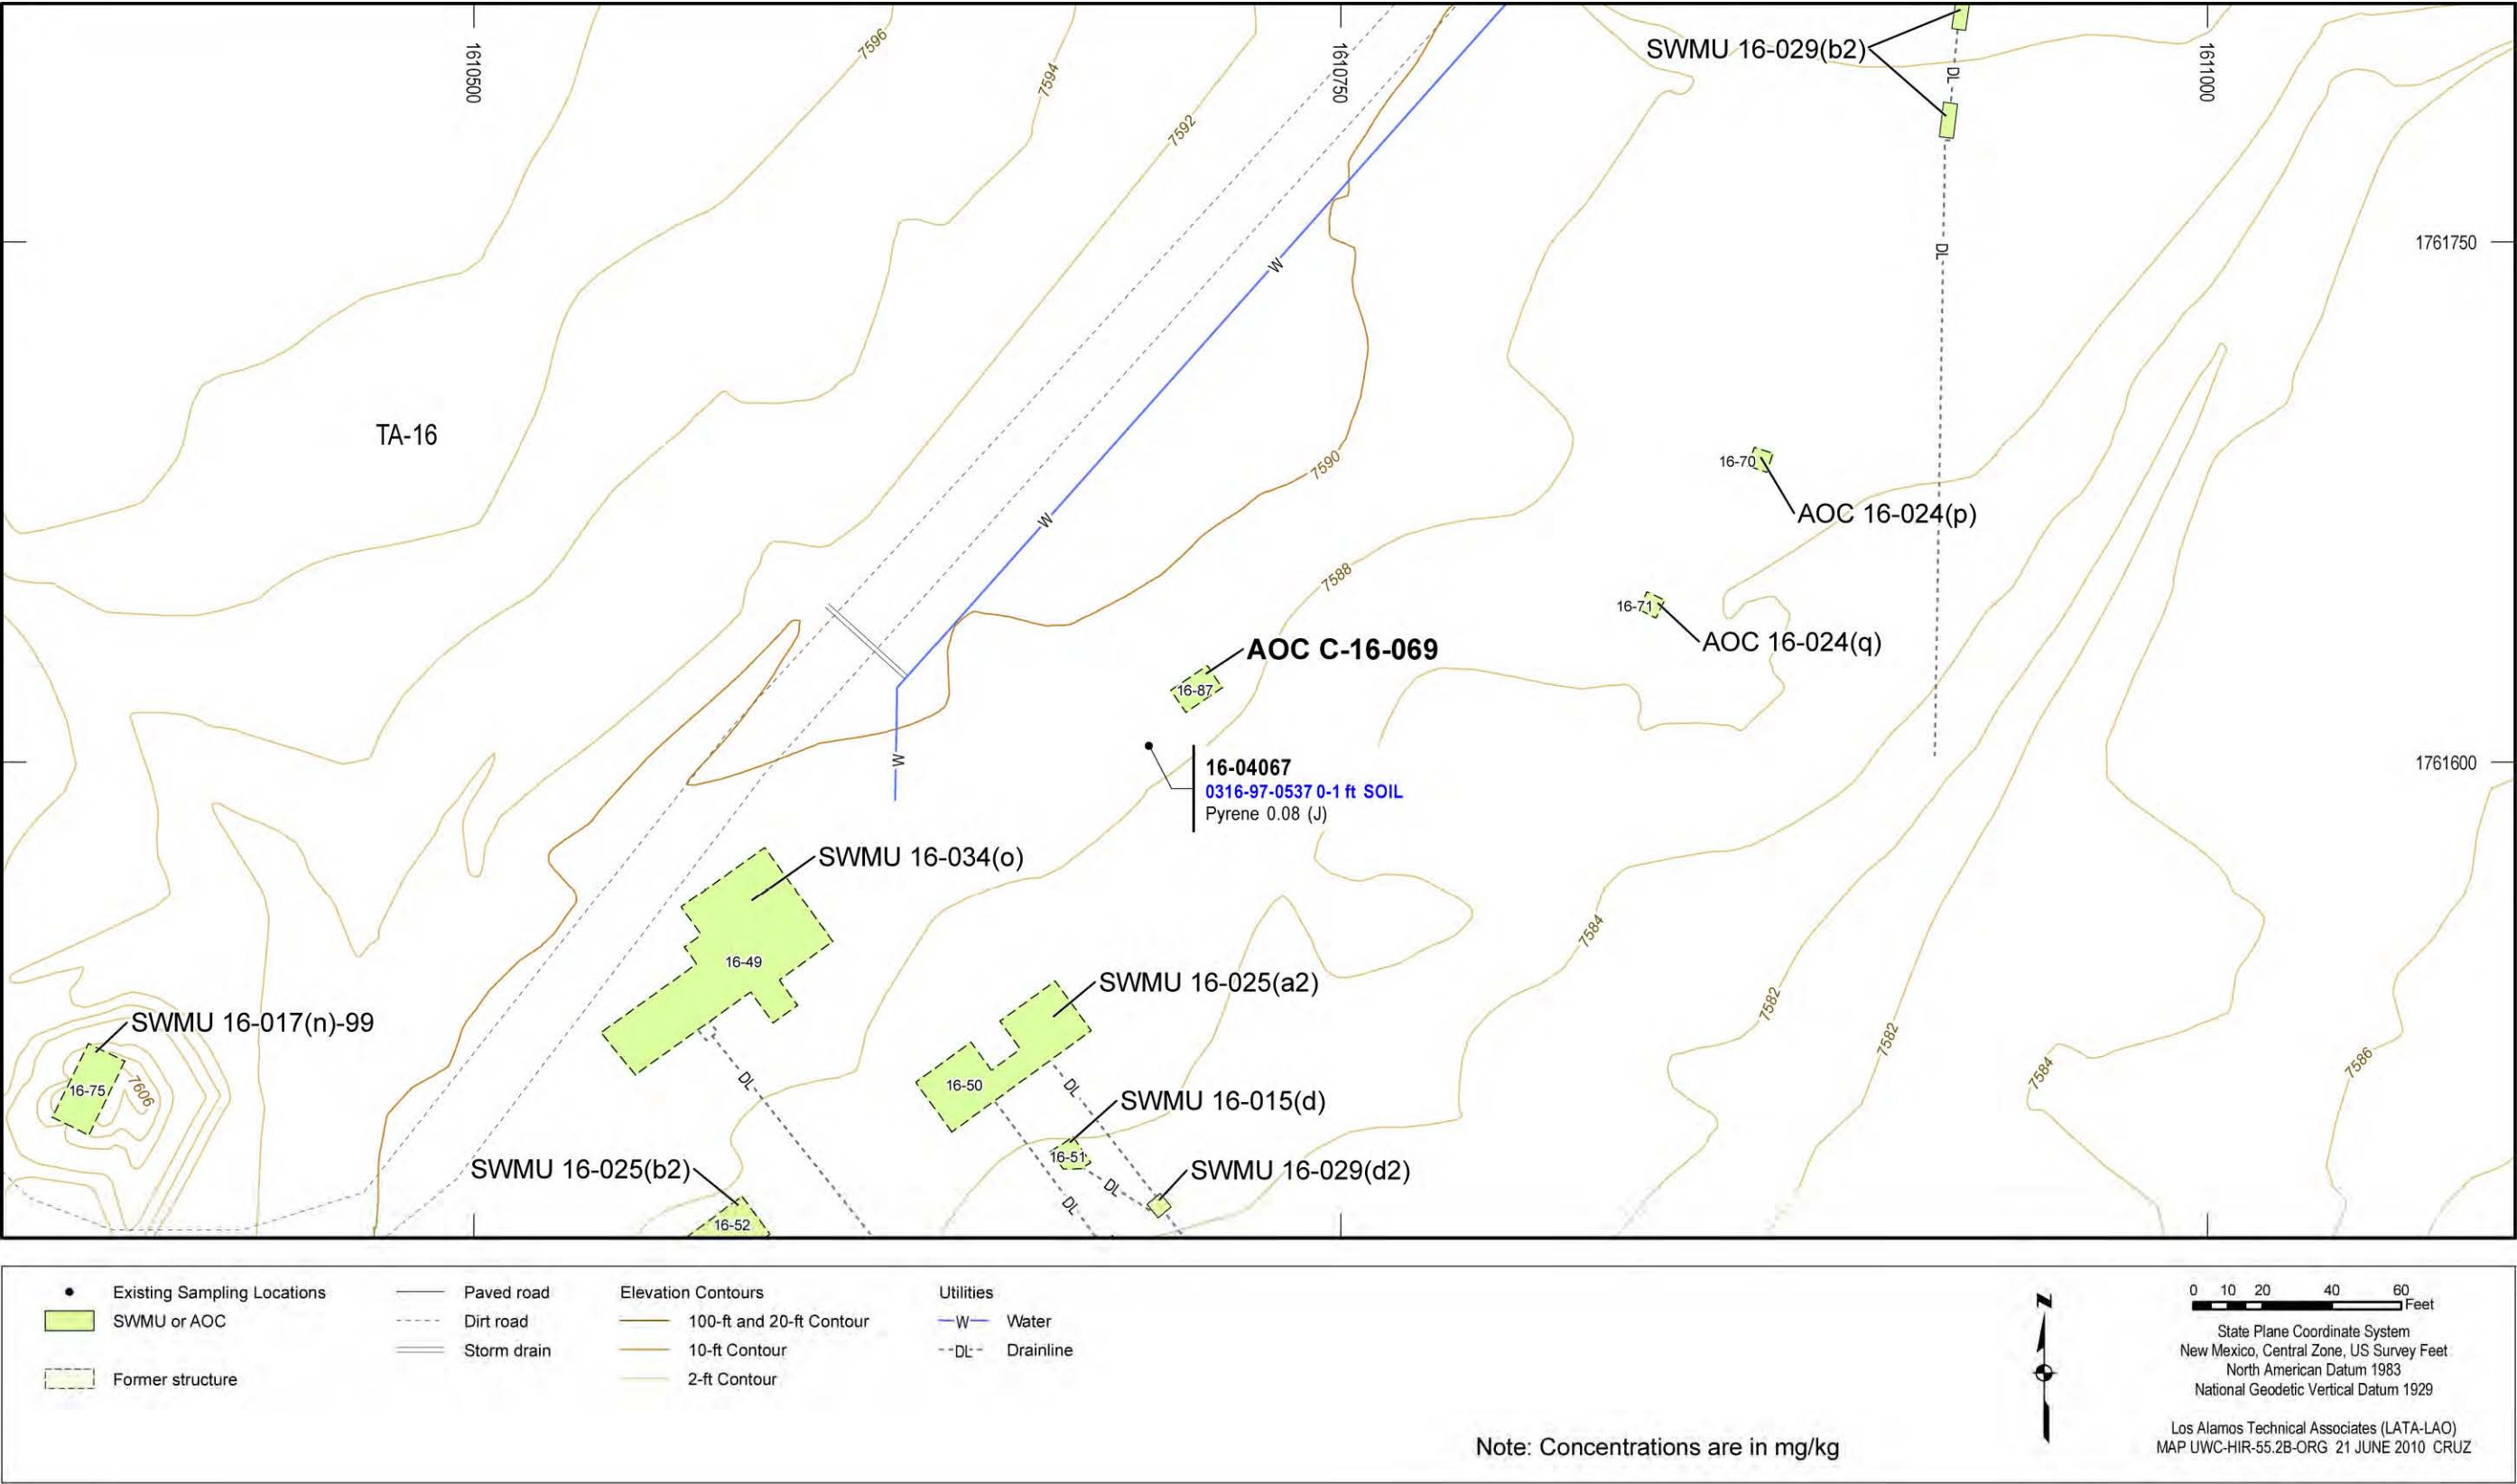 1610500
7596
7594
7592
1610750
SWMU 16-029(b2)
DL
1611000
1761750
DL
W
TA-16
7590
16-70
AOC 16-024(p)
W
7588
16-71
AOC 16-024(q)
AOC C-16-069
16-87
W
16-04067
0316-97-0537 0-1 ft SOIL
Pyrene 0.08 (J)
1761600
SWMU 16-034(o)
16-49
7584
SWMU 16-025(a2)
7582
7582
7584
7586
SWMU 16-017(n)-99
16-75
7606
DL
16-50
DL
SWMU 16-015(d)
16-51
SWMU 16-025(b2)
DL
SWMU 16-029(d2)
DL
16-52
Existing Sampling Locations
SWMU or AOC
Former structure
Paved road
Dirt road
Storm drain
Elevation Contours
100-ft and 20-ft Contour
10-ft Contour
2-ft Contour
Utilities
W Water
DL Drainline
Note: Concentrations are in mg/kg
N
0 10 20 40 60
Feet
State Plane Coordinate System
New Mexico, Central Zone, US Survey Feet
North American Datum 1983
National Geodetic Vertical Datum 1929
Los Alamos Technical Associates (LATA-LAO)
MAP UWC-HIR-55.2B-ORG 21 JUNE 2010 CRUZ